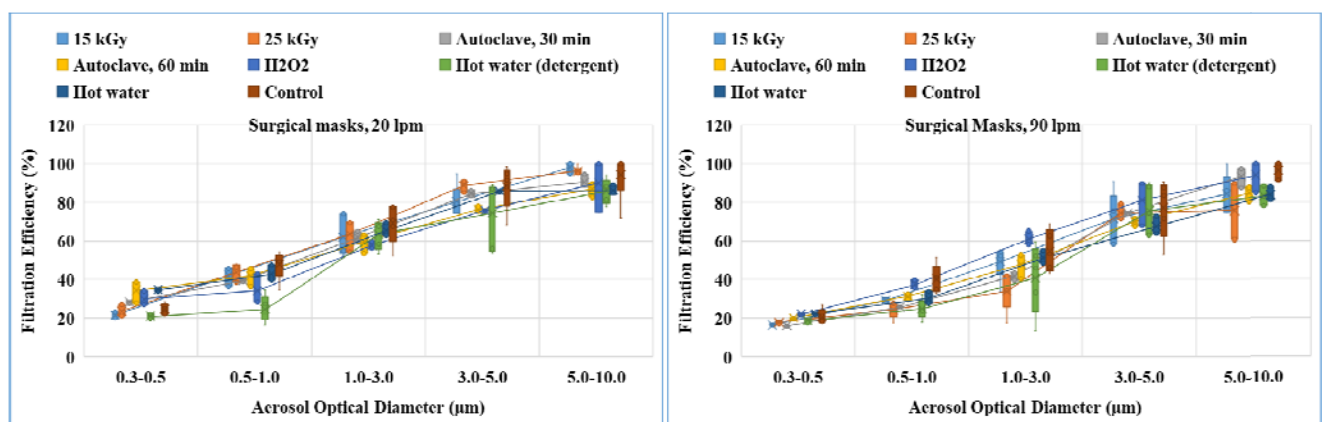 15 kGy 25 kGy Autoclave, 30 min
Autoclave, 60 min H2O2 Hot water (detergent)
Hot water Control
Surgical masks, 20 lpm
Filtration Efficiency (%)
120
100
80
60
40
20
0
0.3-0.5 0.5-1.0 1.0-3.0 3.0-5.0 5.0-10.0
Aerosol Optical Diameter (µm)
15 kGy 25 kGy Autoclave, 30 min
Autoclave, 60 min H2O2 Hot water (detergent)
Hot water Control
Surgical Masks, 90 lpm
Filtration Efficiency (%)
120
100
80
60
40
20
0
0.3-0.5 0.5-1.0 1.0-3.0 3.0-5.0 5.0-10.0
Aerosol Optical Diameter (µm)